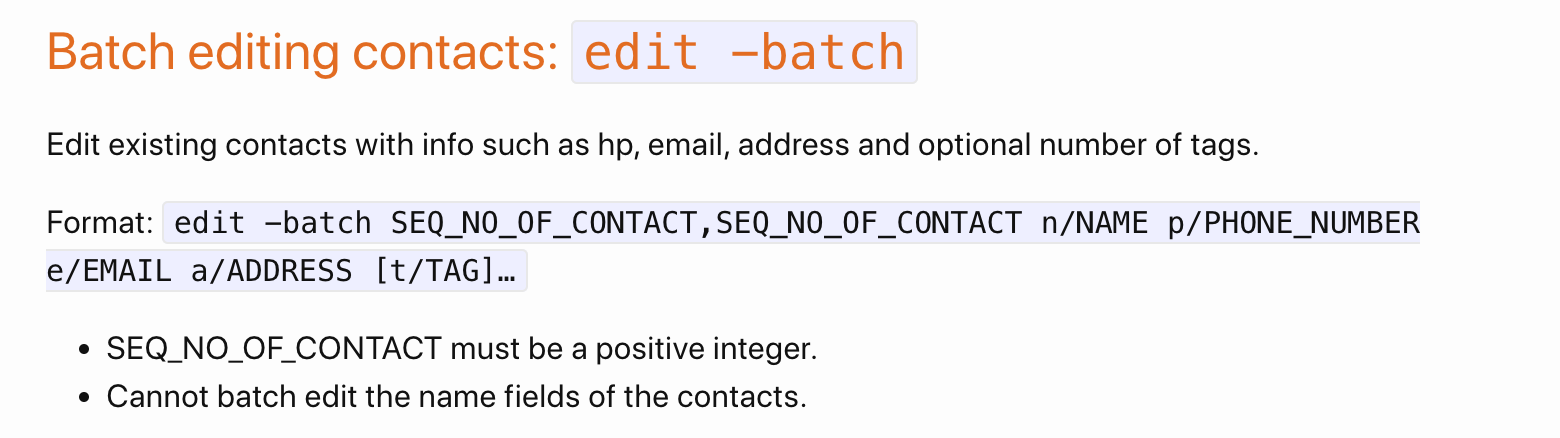 Batch editing contacts: edit -batch
Edit existing contacts with info such as hp, email, address and optional number of tags.
Format: edit -batch SEQ_NO_OF_CONTACT,SEQ_NO_OF_CONTACT n/NAME p/PHONE_NUMBER
e/EMAIL a/ADDRESS [t/TAG]…
• SEQ_NO_OF_CONTACT must be a positive integer.
• Cannot batch edit the name fields of the contacts.